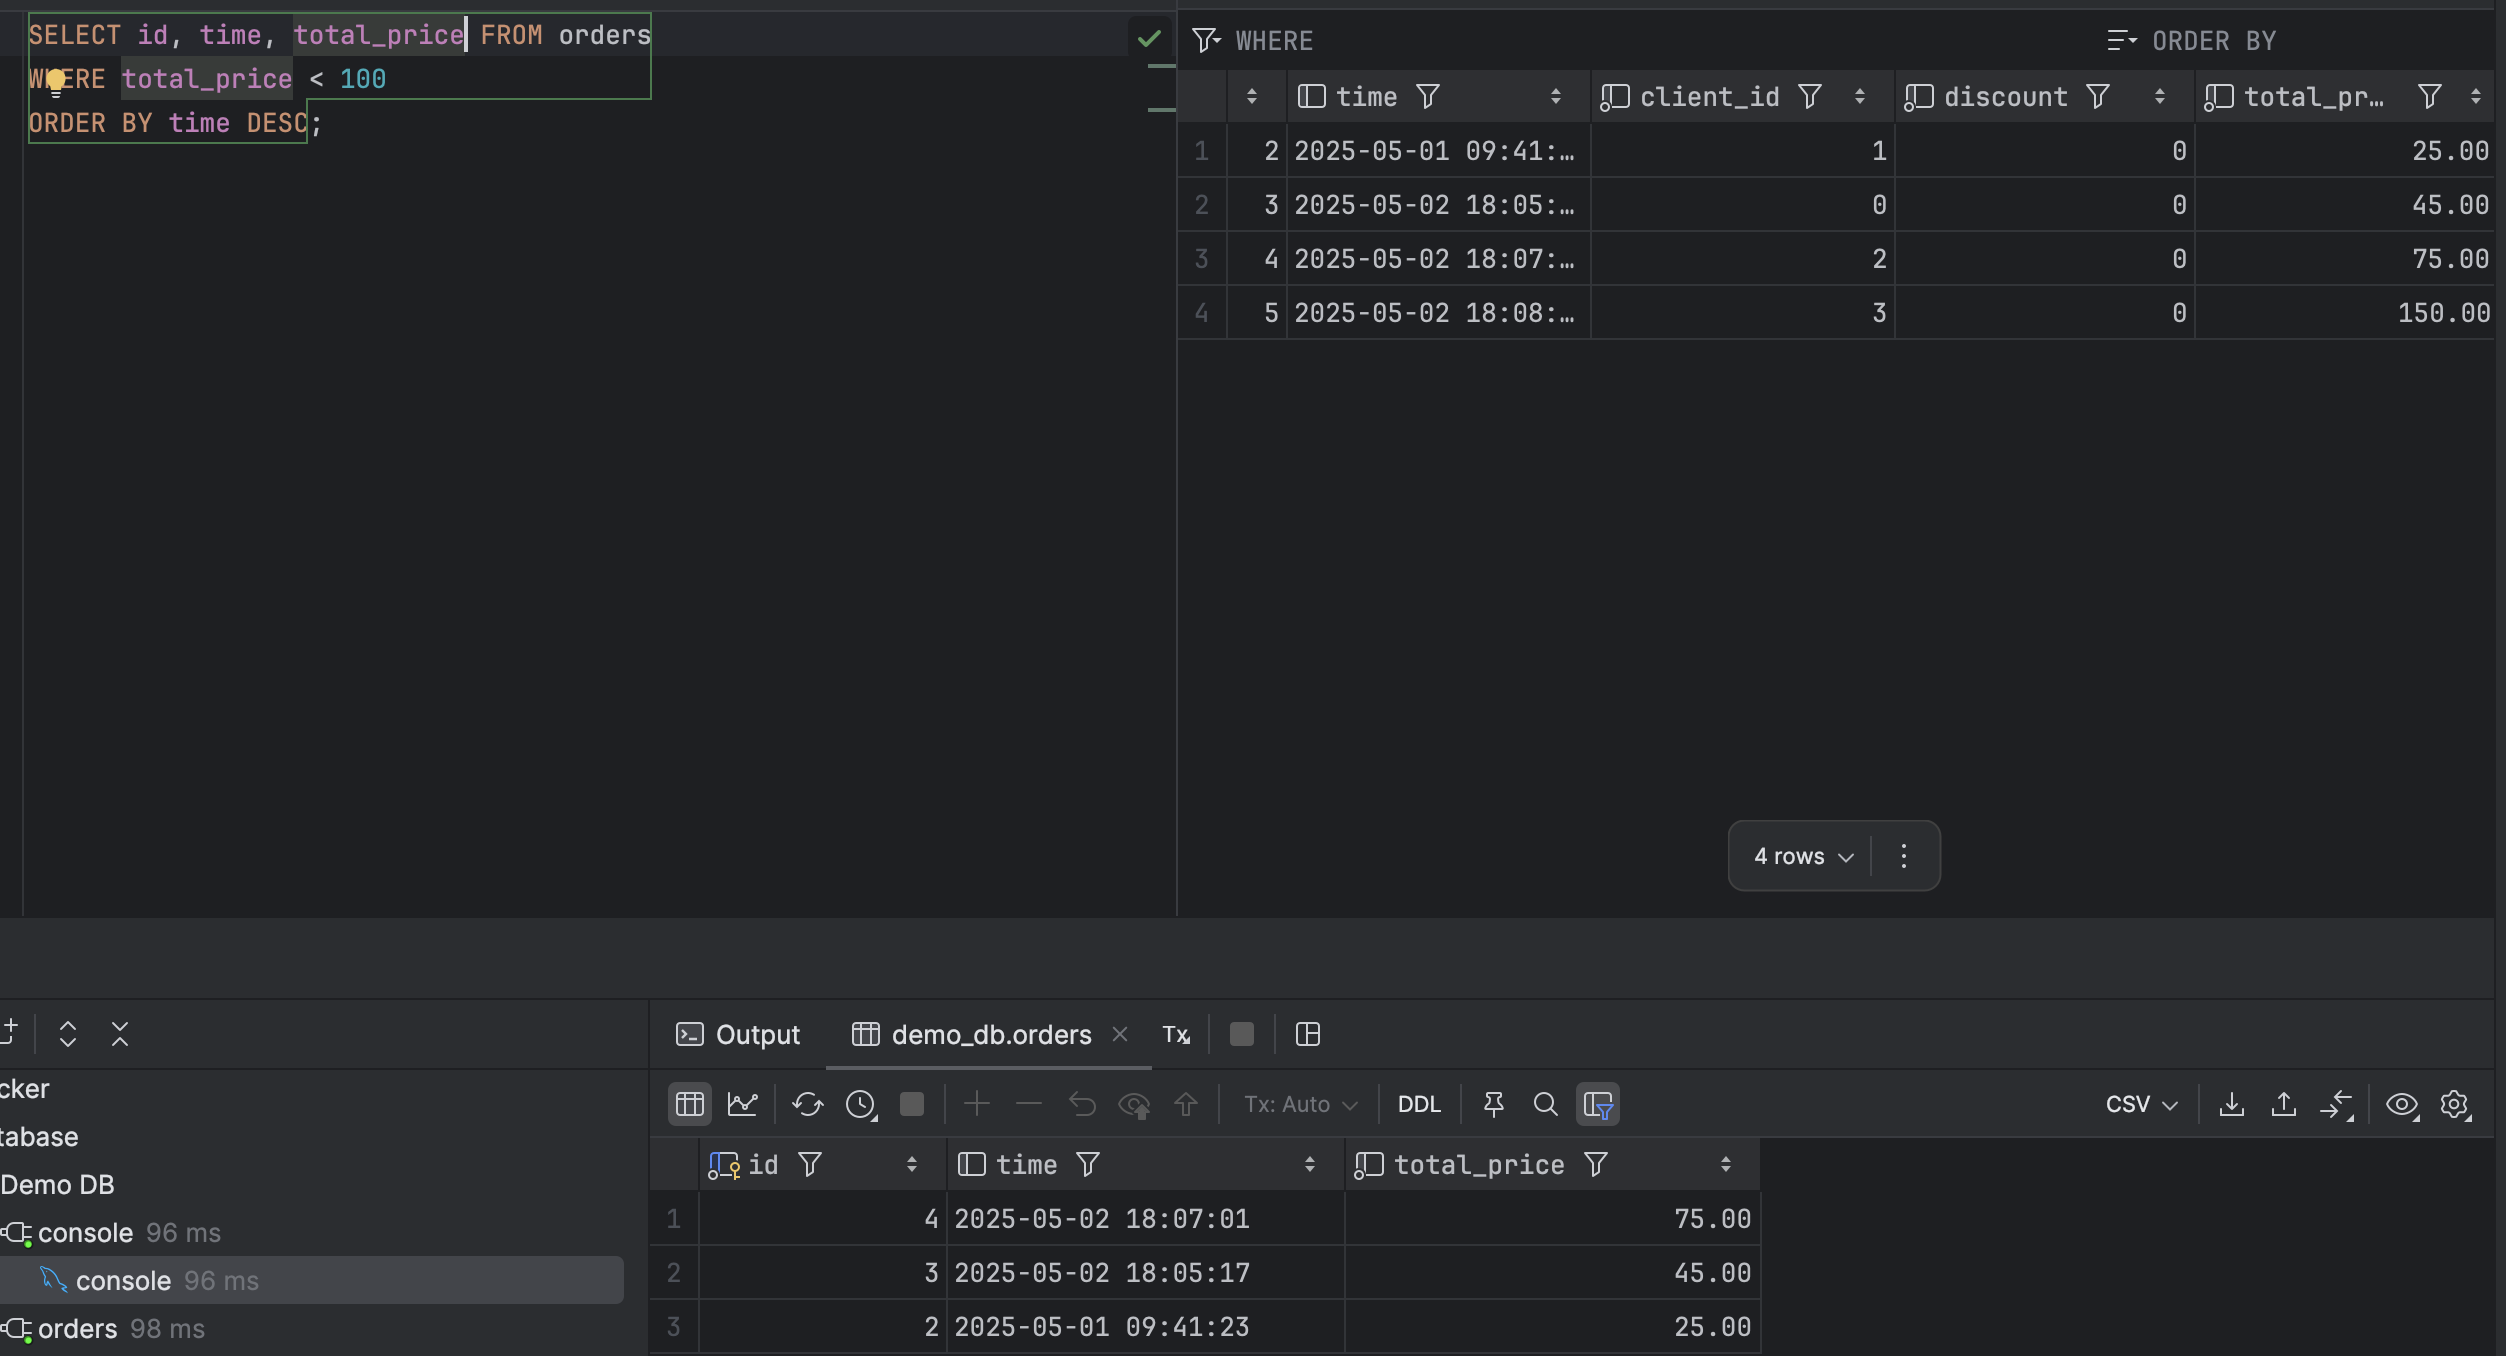 SELECT id, time, total_price FROM orders
WHERE total_price < 100
ORDER BY time DESC;
WHERE ORDER BY
time client_id discount total_pr…
1 2 2025-05-01 09:41:… 1 0 25.00
2 3 2025-05-02 18:05:… 0 0 45.00
3 4 2025-05-02 18:07:… 2 0 75.00
4 5 2025-05-02 18:08:… 3 0 150.00
4 rows
cker
tabase
Demo DB
console 96 ms
console 96 ms
orders 98 ms
Output demo_db.orders Tx
Tx: Auto DDL CSV
id time total_price
1 4 2025-05-02 18:07:01 75.00
2 3 2025-05-02 18:05:17 45.00
3 2 2025-05-01 09:41:23 25.00